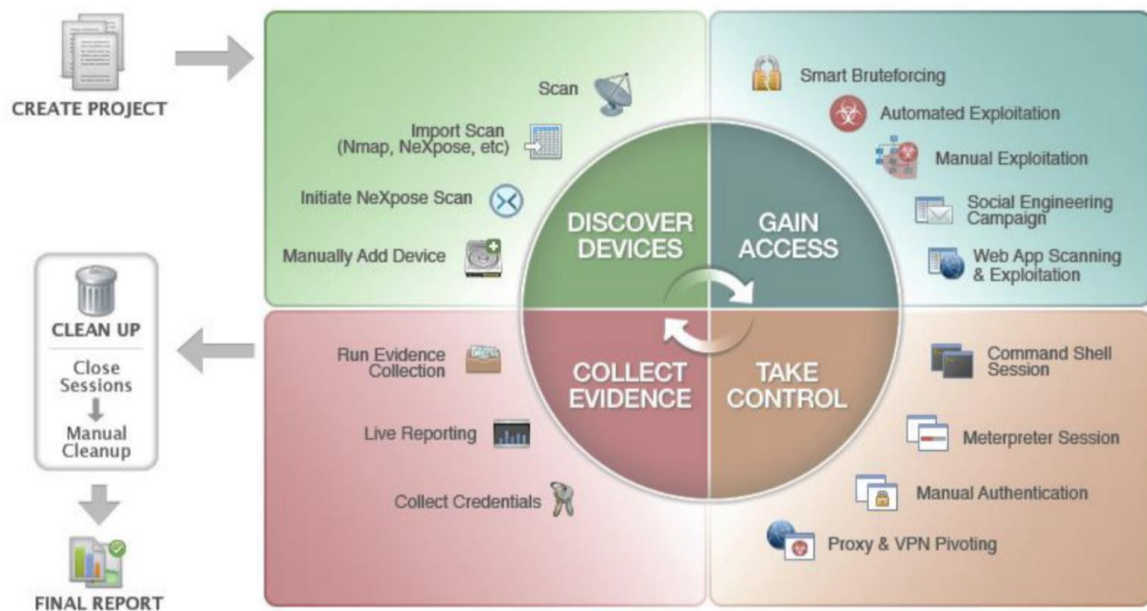 CREATE PROJECT
Scan
Import Scan
(Nmap, NeXpose, etc)
Initiate NeXpose Scan
Manually Add Device
DISCOVER
DEVICES
Smart Bruteforcing
Automated Exploitation
Manual Exploitation
Social Engineering
Campaign
Web App Scanning
& Exploitation
GAIN
ACCESS
Command Shell
Session
Meterpreter Session
Manual Authentication
Proxy & VPN Pivoting
TAKE
CONTROL
Run Evidence
Collection
Live Reporting
Collect Credentials
COLLECT
EVIDENCE
CLEAN UP
Close
Sessions
Manual
Cleanup
FINAL REPORT